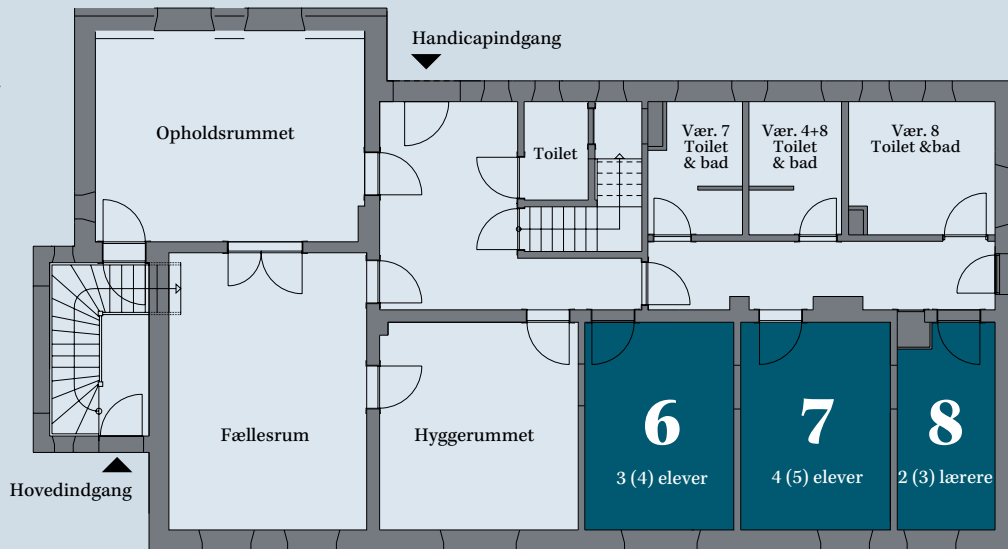 Handicapindgang
Opholdsrummet
Toilet
Vær. 7
Toilet
& bad
Vær. 4+8
Toilet
& bad
Vær. 8
Toilet &bad
Fællesrum
Hyggerummet
6
3 (4) elever
7
4 (5) elever
8
2 (3) lærere
Hovedindgang